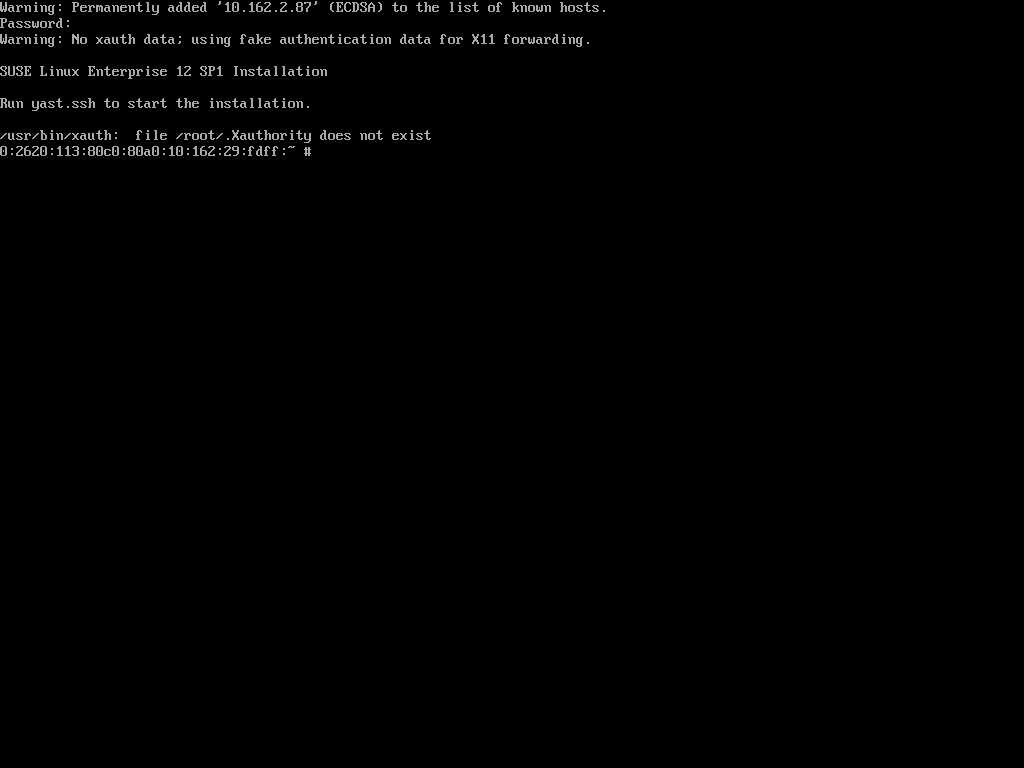 Warning: Permanently added '10.162.2.87' (ECDSA) to the list of known hosts.
Password:
Warning: No xauth data; using fake authentication data for X11 forwarding.
SUSE Linux Enterprise 12 SP1 Installation
Run yast.ssh to start the installation.
/usr/bin/xauth:  file /root/.Xauthority does not exist
0:2620:113:80c0:80a0:10:162:29:fdff:~ #